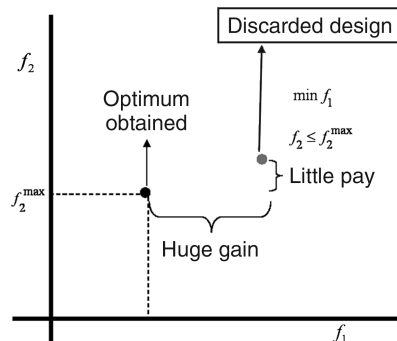 Discarded design
f₂
min f₁
Optimum
obtained
f₂ ≤ f₂ᵐᵃˣ
Little pay
f₂ᵐᵃˣ
Huge gain
f₁